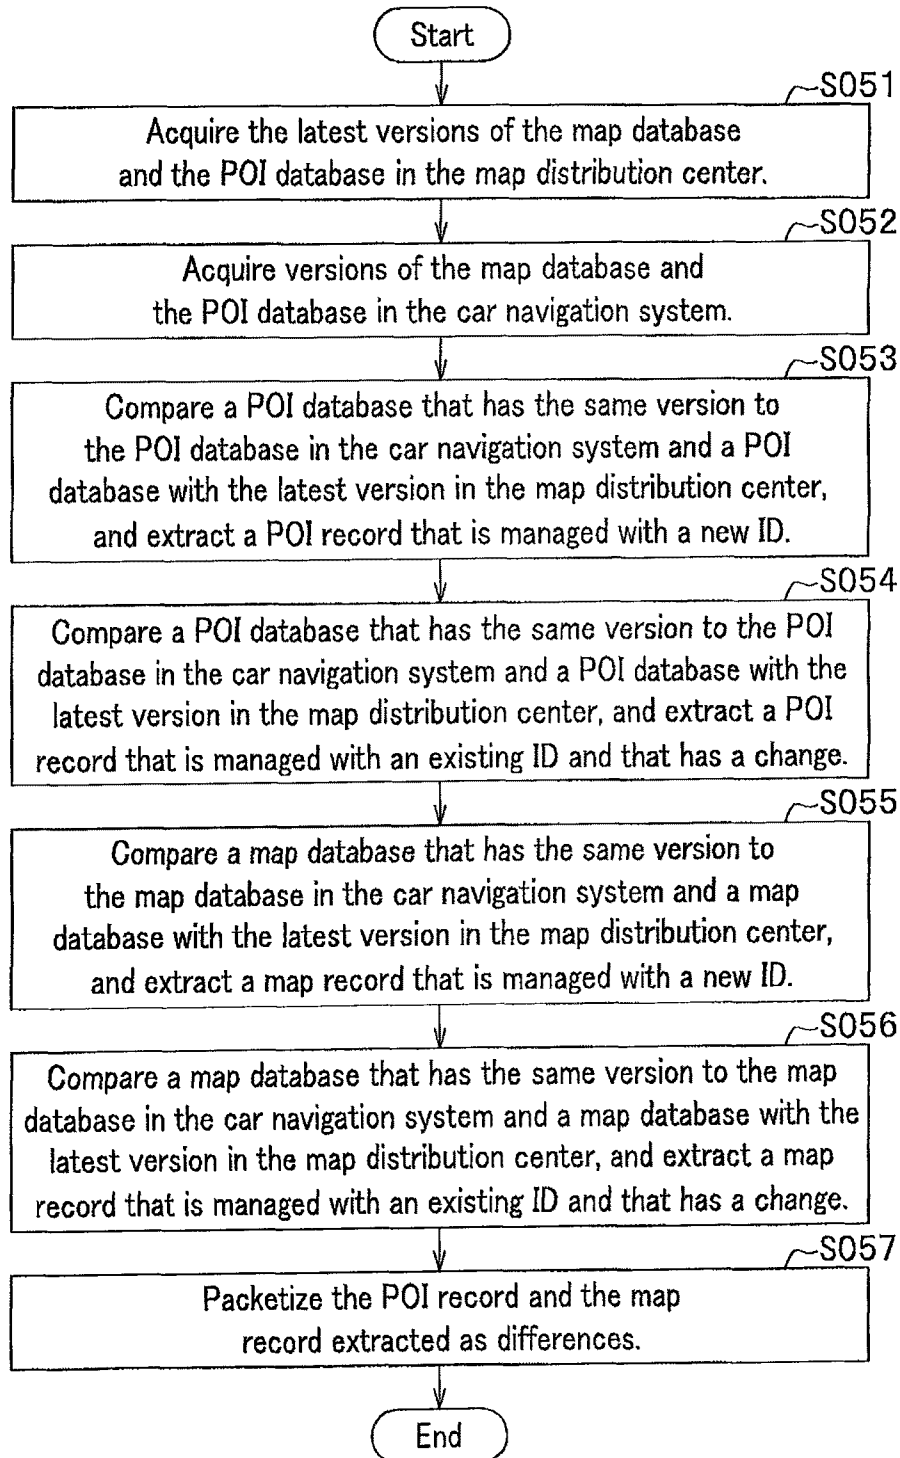 Start
S051
Acquire the latest versions of the map database
and the POI database in the map distribution center.
S052
Acquire versions of the map database and
the POI database in the car navigation system.
S053
Compare a POI database that has the same version to
the POI database in the car navigation system and a POI
database with the latest version in the map distribution center,
and extract a POI record that is managed with a new ID.
S054
Compare a POI database that has the same version to the POI
database in the car navigation system and a POI database with the
latest version in the map distribution center, and extract a POI
record that is managed with an existing ID and that has a change.
S055
Compare a map database that has the same version to
the map database in the car navigation system and a map
database with the latest version in the map distribution center,
and extract a map record that is managed with a new ID.
S056
Compare a map database that has the same version to the map
database in the car navigation system and a map database with the
latest version in the map distribution center, and extract a map
record that is managed with an existing ID and that has a change.
S057
Packetize the POI record and the map
record extracted as differences.
End